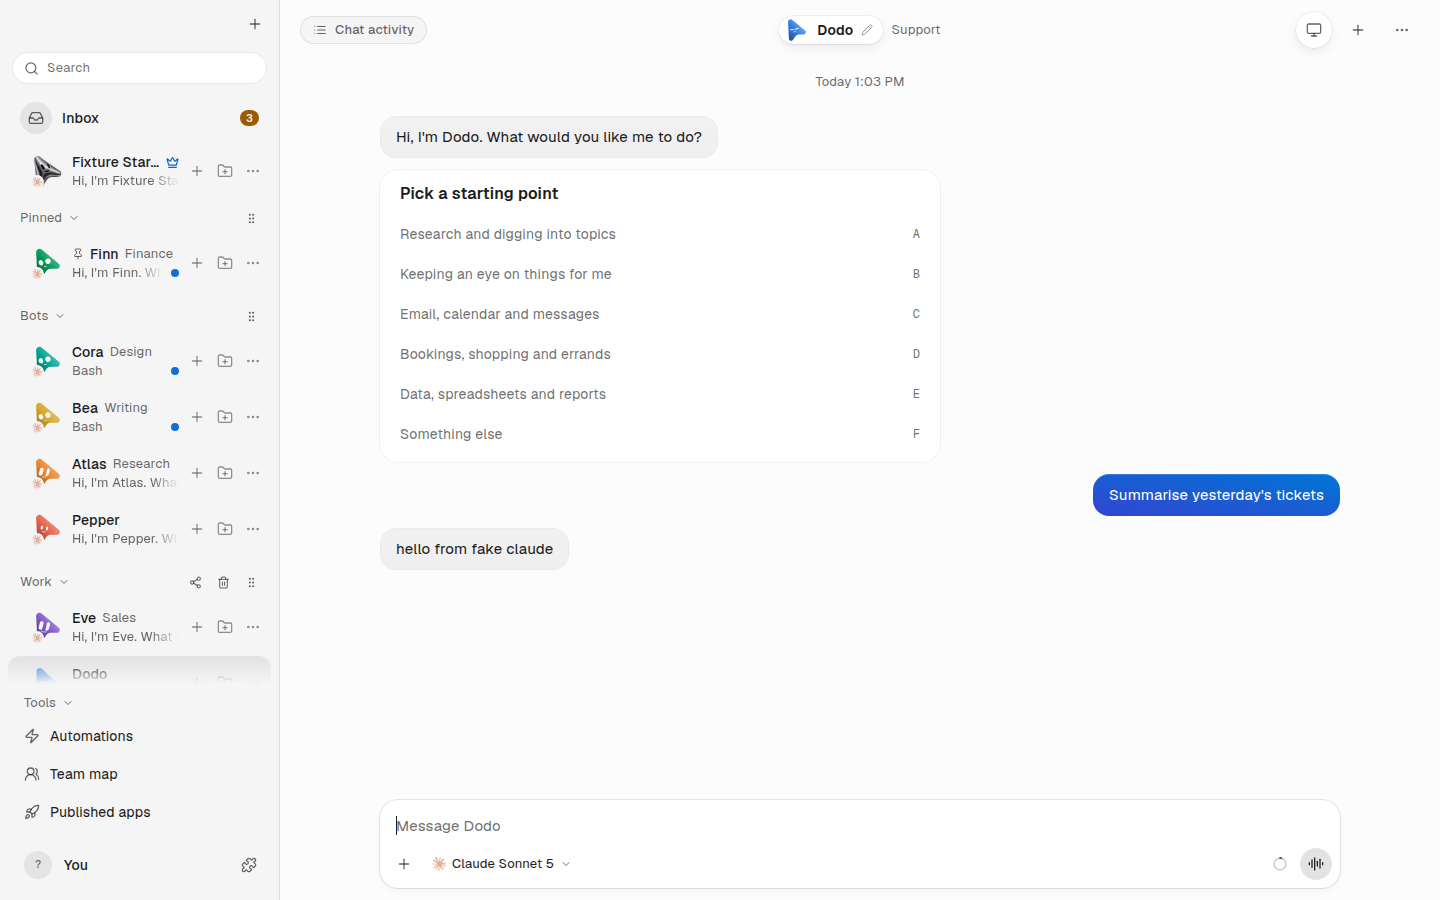 Search
Inbox
3
Fixture Star...
Hi, I'm Fixture Sta
Pinned
Finn Finance
Hi, I'm Finn. Wh
Bots
Cora Design
Bash
Bea Writing
Bash
Atlas Research
Hi, I'm Atlas. Wha
Pepper
Hi, I'm Pepper. Wh
Work
Eve Sales
Hi, I'm Eve. What
Dodo
Tools
Automations
Team map
Published apps
? You
Chat activity
Dodo Support
Today 1:03 PM
Hi, I'm Dodo. What would you like me to do?
Pick a starting point
Research and digging into topics A
Keeping an eye on things for me B
Email, calendar and messages C
Bookings, shopping and errands D
Data, spreadsheets and reports E
Something else F
Summarise yesterday's tickets
hello from fake claude
Message Dodo
Claude Sonnet 5